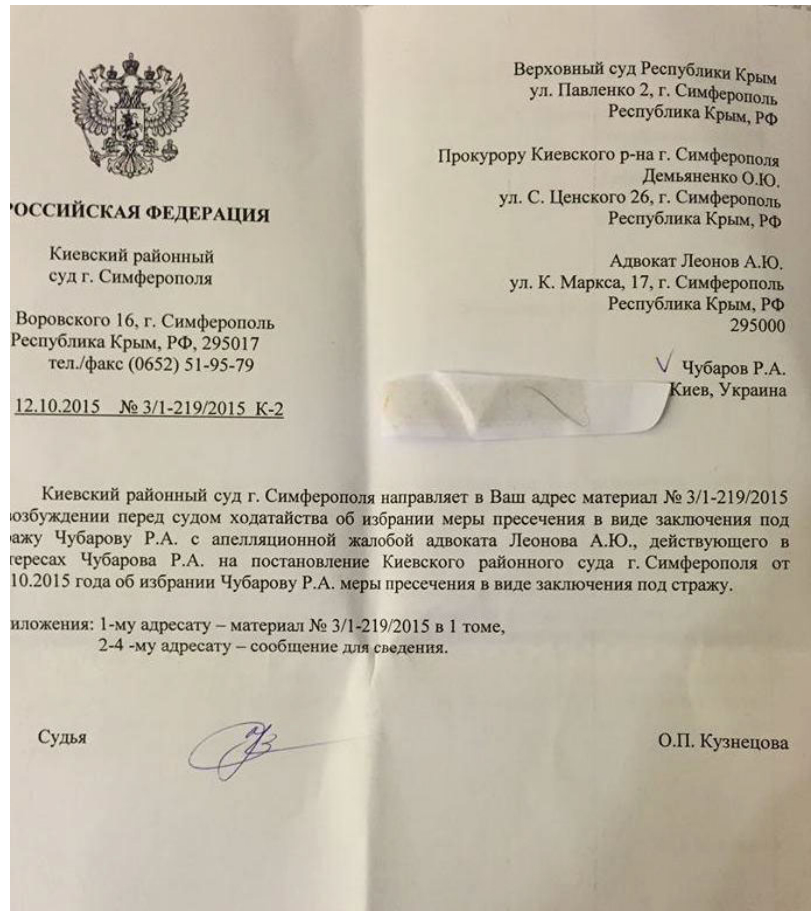 РОССИЙСКАЯ ФЕДЕРАЦИЯ
Киевский районный
суд г. Симферополя
Воровского 16, г. Симферополь
Республика Крым, РФ, 295017
тел./факс (0652) 51-95-79
12.10.2015 № 3/1-219/2015 К-2
Верховный суд Республики Крым
ул. Павленко 2, г. Симферополь
Республика Крым, РФ
Прокурору Киевского р-на г. Симферополя
Демьяненко О.Ю.
ул. С. Ценского 26, г. Симферополь
Республика Крым, РФ
Адвокат Леонов А.Ю.
ул. К. Маркса, 17, г. Симферополь
Республика Крым, РФ
295000
Чубаров Р.А.
Киев, Украина
Киевский районный суд г. Симферополя направляет в Ваш адрес материал № 3/1-219/2015
возбуждении перед судом ходатайства об избрании меры пресечения в виде заключения под
ражу Чубарову Р.А. с апелляционной жалобой адвоката Леонова А.Ю., действующего в
тересах Чубарова Р.А. на постановление Киевского районного суда г. Симферополя от
.10.2015 года об избрании Чубарову Р.А. меры пресечения в виде заключения под стражу.
иложения: 1-му адресату – материал № 3/1-219/2015 в 1 томе,
2-4 -му адресату – сообщение для сведения.
Судья
О.П. Кузнецова